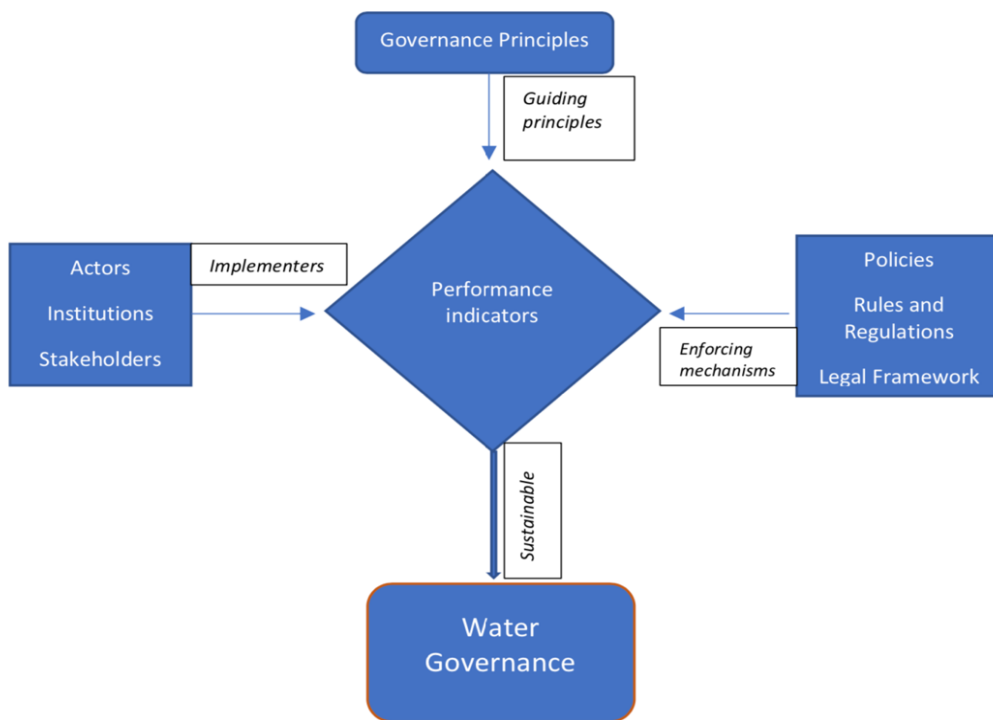 Governance Principles
Guiding
principles
Actors
Institutions
Stakeholders
Implementers
Performance
indicators
Policies
Rules and
Regulations
Legal Framework
Enforcing
mechanisms
Sustainable
Water
Governance